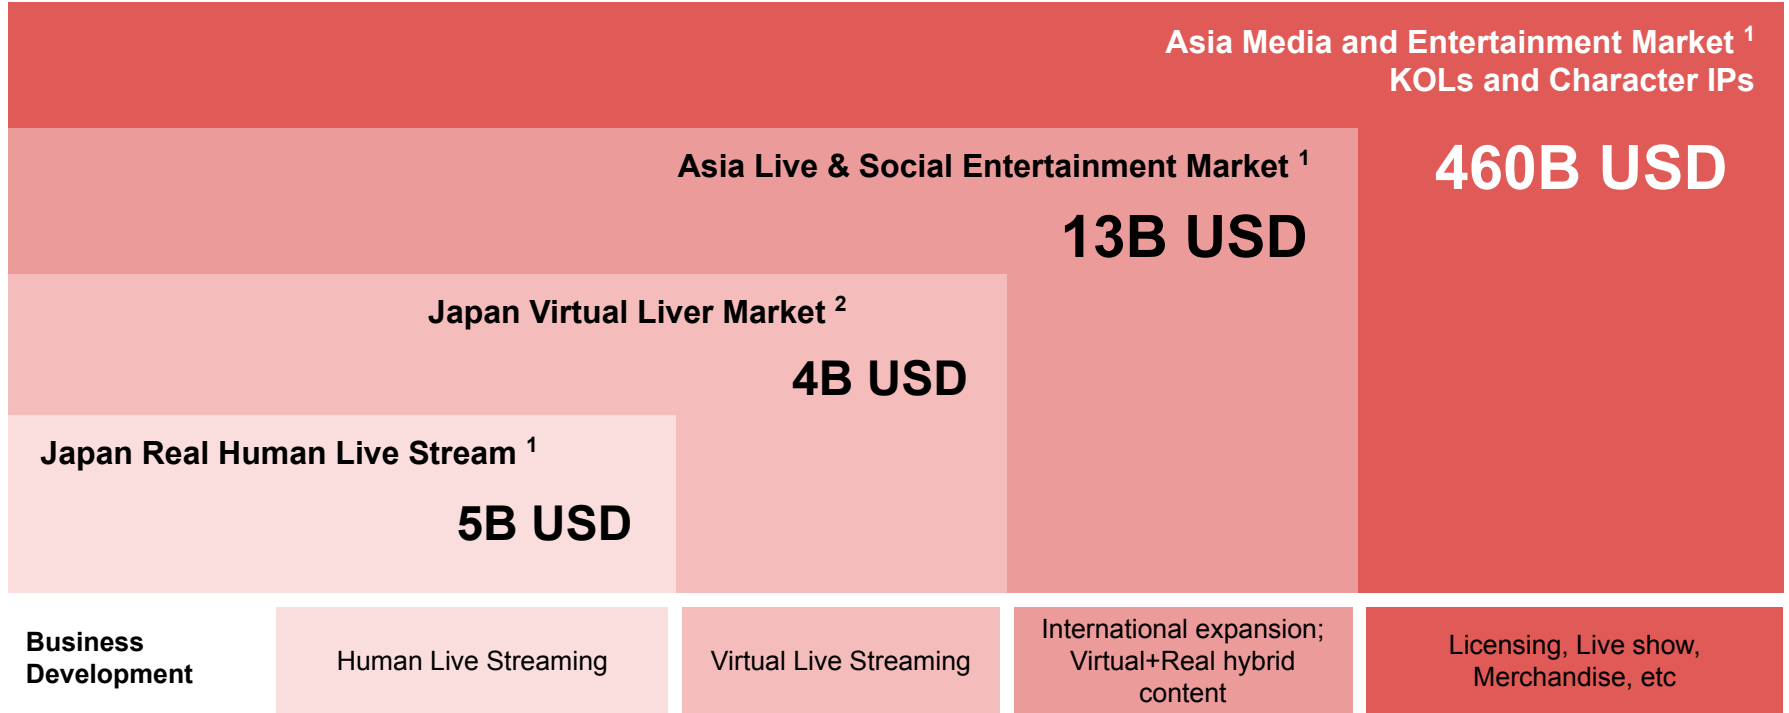 Asia Media and Entertainment Market 1
KOLs and Character IPs
460B USD
Asia Live & Social Entertainment Market 1
13B USD
Japan Virtual Liver Market 2
4B USD
Japan Real Human Live Stream 1
5B USD
Business
Development
Human Live Streaming
Virtual Live Streaming
International expansion;
Virtual+Real hybrid
content
Licensing, Live show,
Merchandise, etc